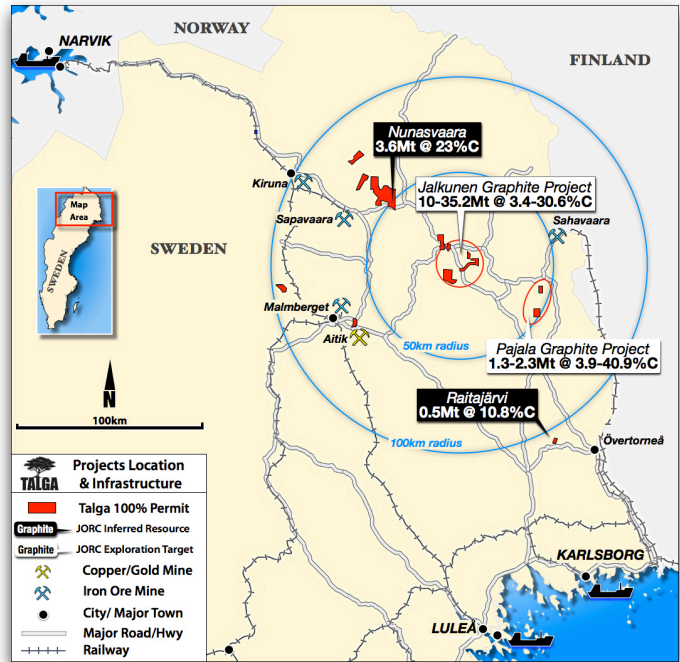 NORWAY
NARVIK
FINLAND
Nunasvaara
3.6Mt @ 23%C
Kiruna
Jalkunen Graphite Project
10-35.2Mt @ 3.4-30.6%C
Sapavaara
Sahavaara
Map
Area
SWEDEN
SWEDEN
Malmberget
Aitik
50km radius
Pajala Graphite Project
1.3-2.3Mt @ 3.9-40.9%C
N
Raitajärvi
0.5Mt @ 10.8%C
100km
100km radius
Övertorneå
TALGA
Projects Location
& Infrastructure
Talga 100% Permit
Graphite
JORC Inferred Resource
Graphite
JORC Exploration Target
Copper/Gold Mine
Iron Ore Mine
City/ Major Town
Major Road/Hwy
Railway
KARLSBORG
LULEÅ